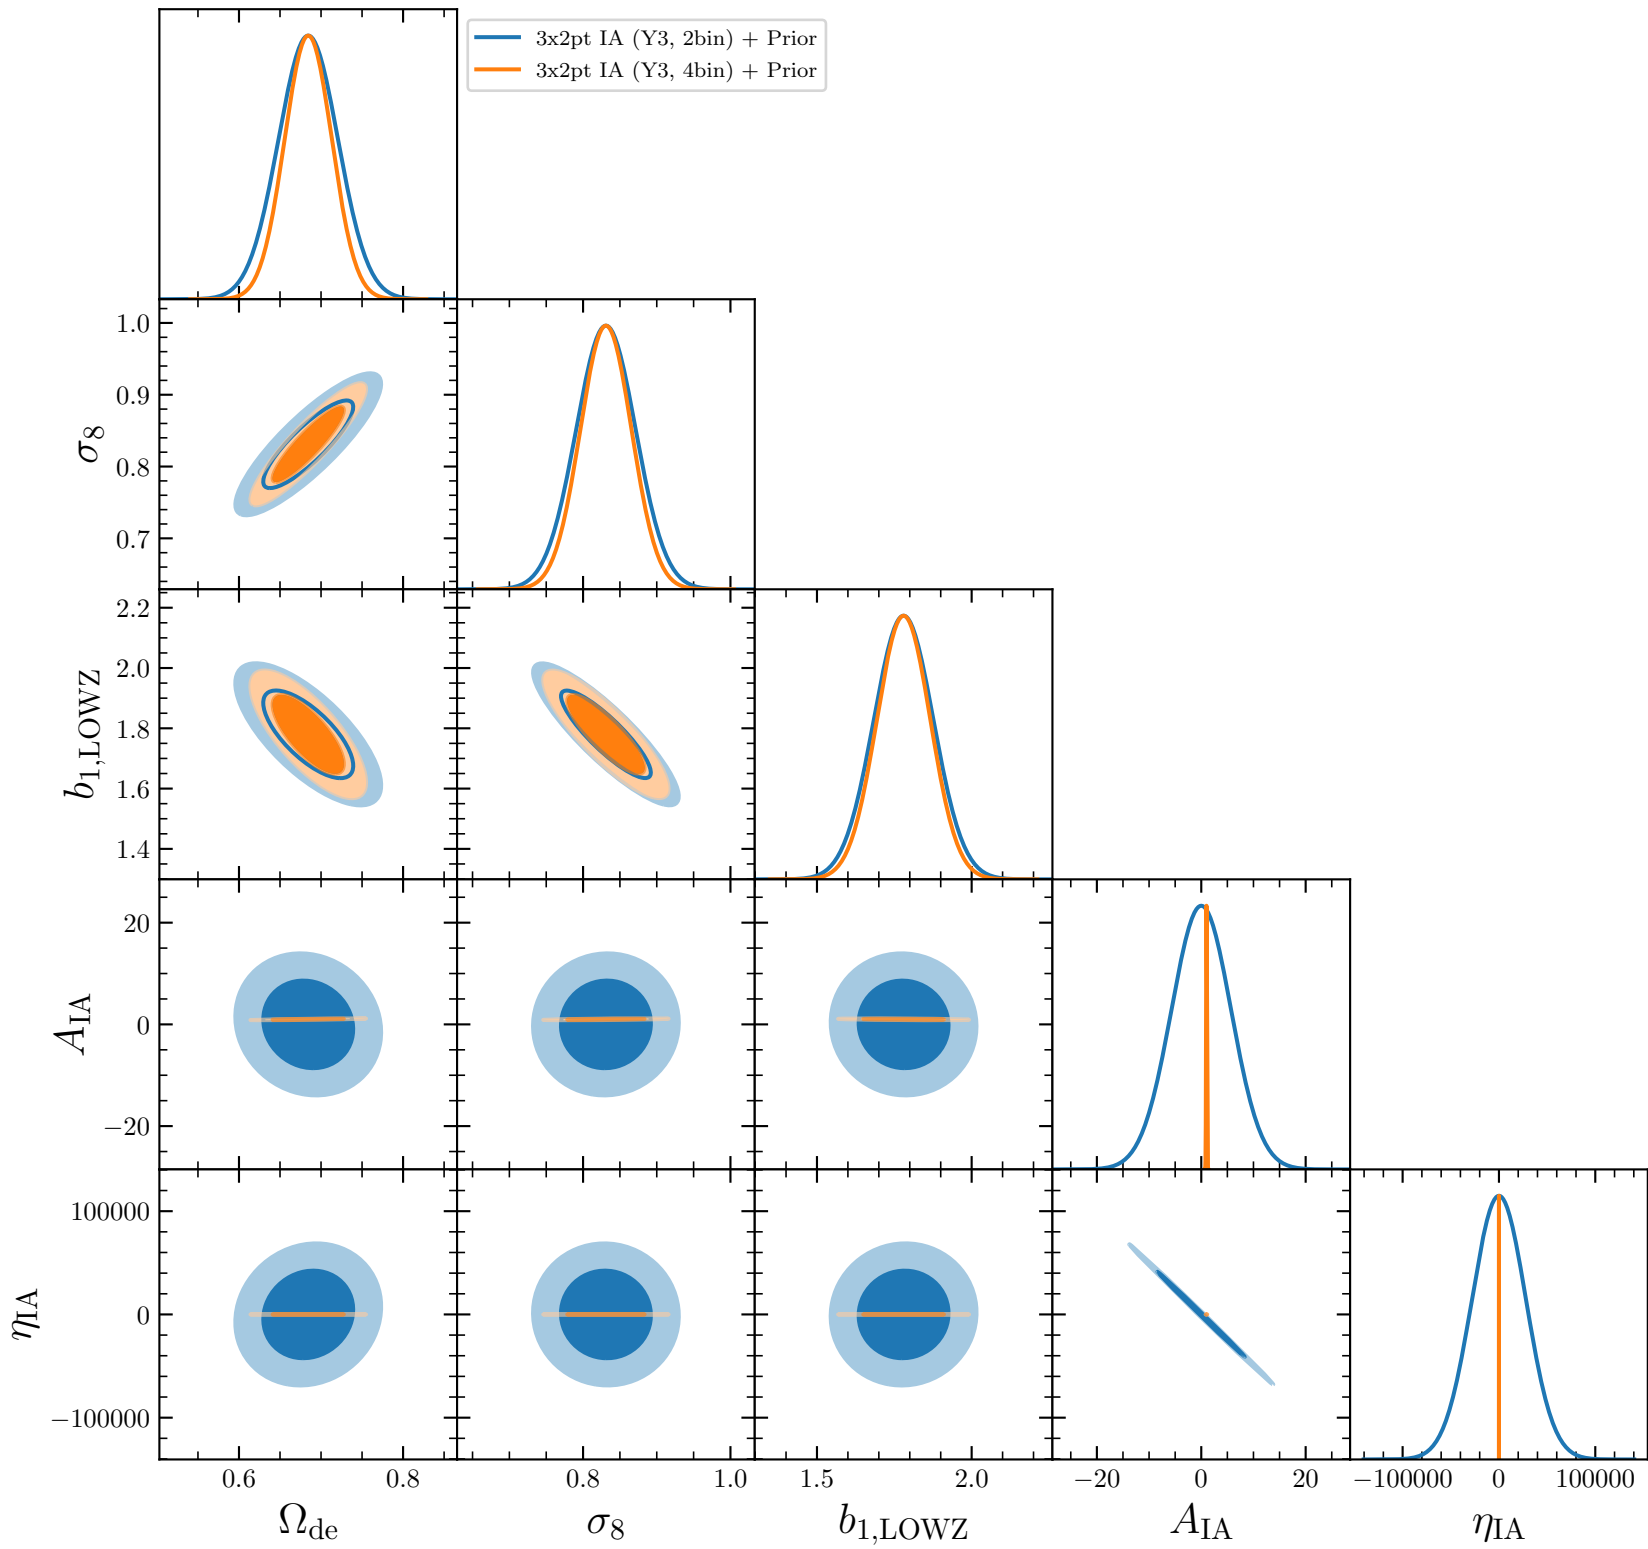 3x2pt IA (Y3, 2bin) + Prior
3x2pt IA (Y3, 4bin) + Prior
1.0
0.9
0.8
0.7
σ8
2.2
2.0
1.8
1.6
1.4
b1,LOWZ
20
0
−20
AIA
100000
0
−100000
ηIA
0.6 0.8
0.8 1.0
1.5 2.0
−20 0 20
−100000 0 100000
Ωde
σ8
b1,LOWZ
AIA
ηIA